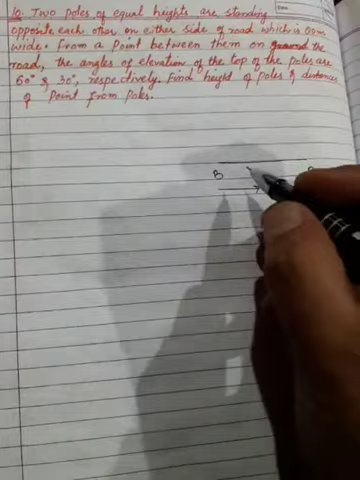 10. Two poles of equal heights are standing
opposite each other on either side of road which is 80m
wide. From a point between them on the
road, the angles of elevation of the top of the poles are
60° & 30°, respectively. Find height of poles & distances
of Point from Poles.
B
Date